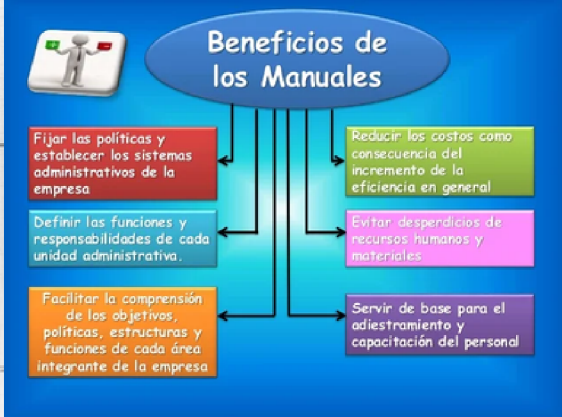 Beneficios de
los Manuales
Fijar las políticas y
establecer los sistemas
administrativos de la
empresa
Definir las funciones y
responsabilidades de cada
unidad administrativa.
Facilitar la comprensión
de los objetivos,
políticas, estructuras y
funciones de cada área
integrante de la empresa
Reducir los costos como
consecuencia del
incremento de la
eficiencia en general
Evitar desperdicios de
recursos humanos y
materiales
Servir de base para el
adiestramiento y
capacitación del personal